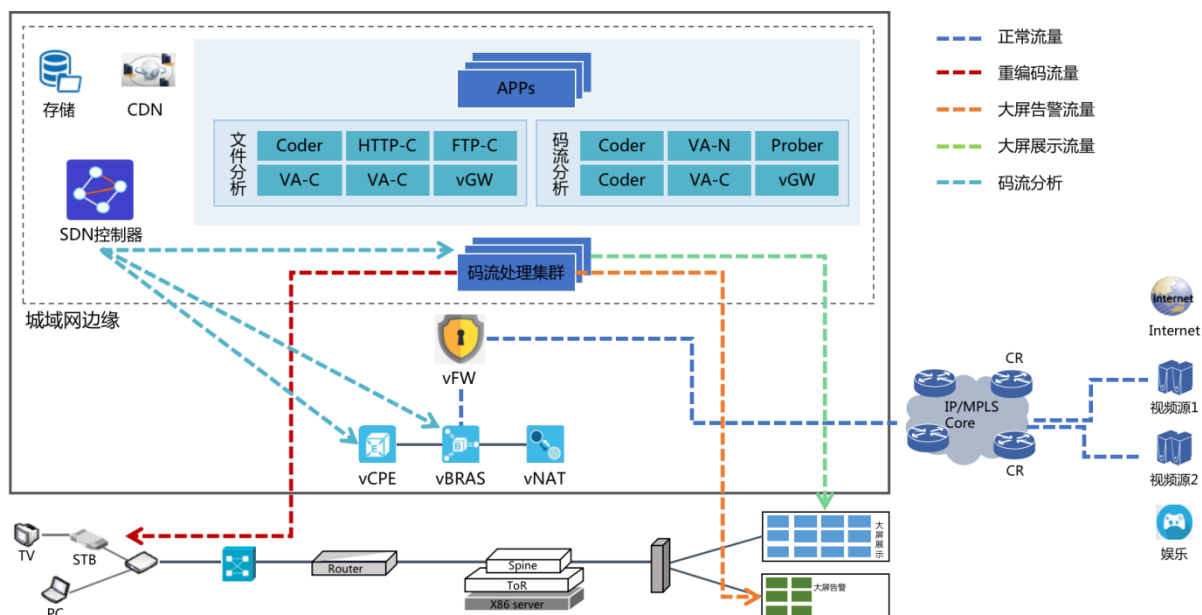 存储
CDN
SDN控制器
城域网边缘
APPs
文件分析
Coder
HTTP-C
FTP-C
VA-C
VA-C
vGW
码流分析
Coder
VA-N
Prober
Coder
VA-C
vGW
码流处理集群
vFW
vCPE
vBRAS
vNAT
正常流量
重编码流量
大屏告警流量
大屏展示流量
码流分析
Internet
Internet
CR
IP/MPLS
Core
CR
视频源1
视频源2
娱乐
TV
STB
PC
Router
Spine
ToR
X86 server
大屏展示
大屏告警